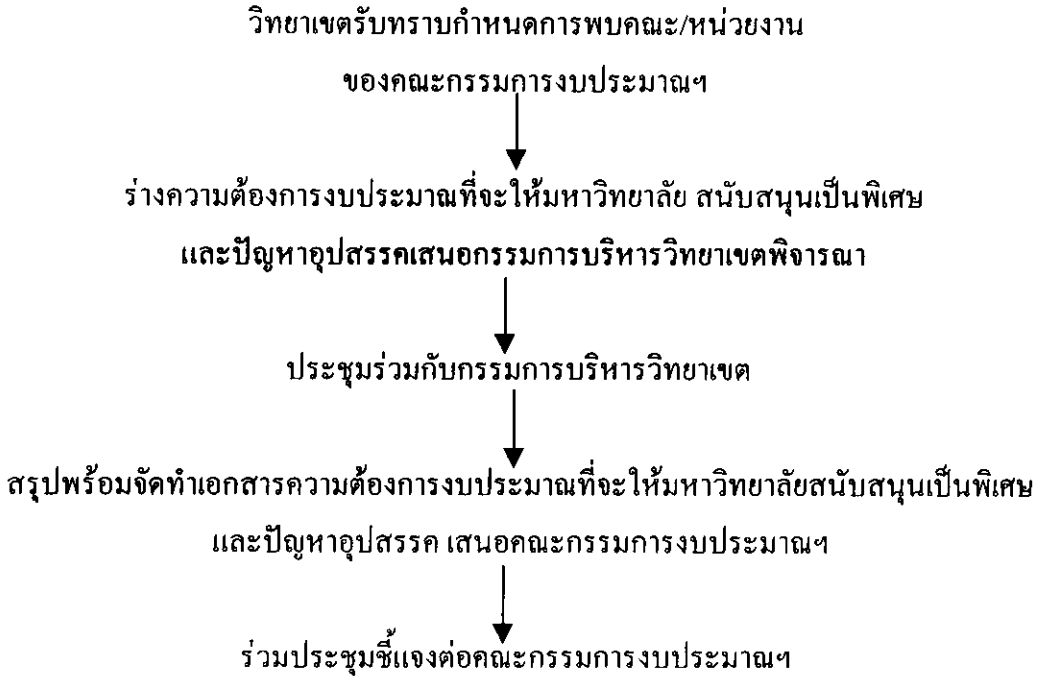 วิทยาเขตรับทราบกำหนดการพบคณะ/หน่วยงาน
ของคณะกรรมการงบประมาณฯ
ร่างความต้องการงบประมาณที่จะให้มหาวิทยาลัย สนับสนุนเป็นพิเศษ
และปัญหาอุปสรรคเสนอกรรมการบริหารวิทยาเขตพิจารณา
ประชุมร่วมกับกรรมการบริหารวิทยาเขต
สรุปพร้อมจัดทำเอกสารความต้องการงบประมาณที่จะให้มหาวิทยาลัยสนับสนุนเป็นพิเศษ
และปัญหาอุปสรรค เสนอคณะกรรมการงบประมาณฯ
ร่วมประชุมชี้แจงต่อคณะกรรมการงบประมาณฯ